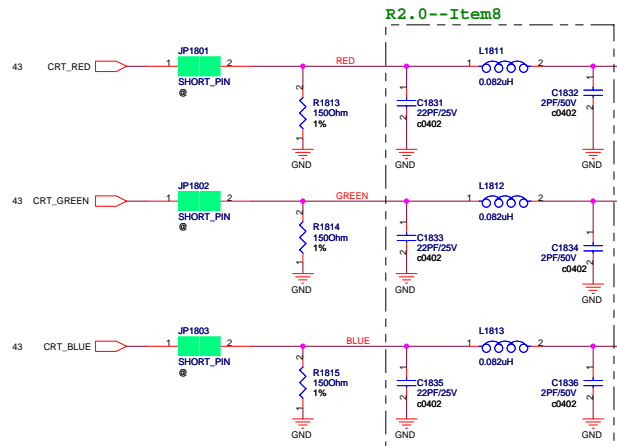 R2.0--Item8
43 CRT_RED
JP1801
1 2
SHORT_PIN
@
RED
2
R1813
150Ohm
1%
1
GND
1
C1831
22PF/25V
c0402
2
GND
L1811
1 2
0.082uH
1
C1832
2PF/50V
c0402
2
GND
43 CRT_GREEN
JP1802
1 2
SHORT_PIN
@
GREEN
2
R1814
150Ohm
1%
1
GND
1
C1833
22PF/25V
c0402
2
GND
L1812
1 2
0.082uH
1
C1834
2PF/50V
c0402
2
GND
43 CRT_BLUE
JP1803
1 2
SHORT_PIN
@
BLUE
2
R1815
150Ohm
1%
1
GND
1
C1835
22PF/25V
c0402
2
GND
L1813
1 2
0.082uH
1
C1836
2PF/50V
c0402
2
GND